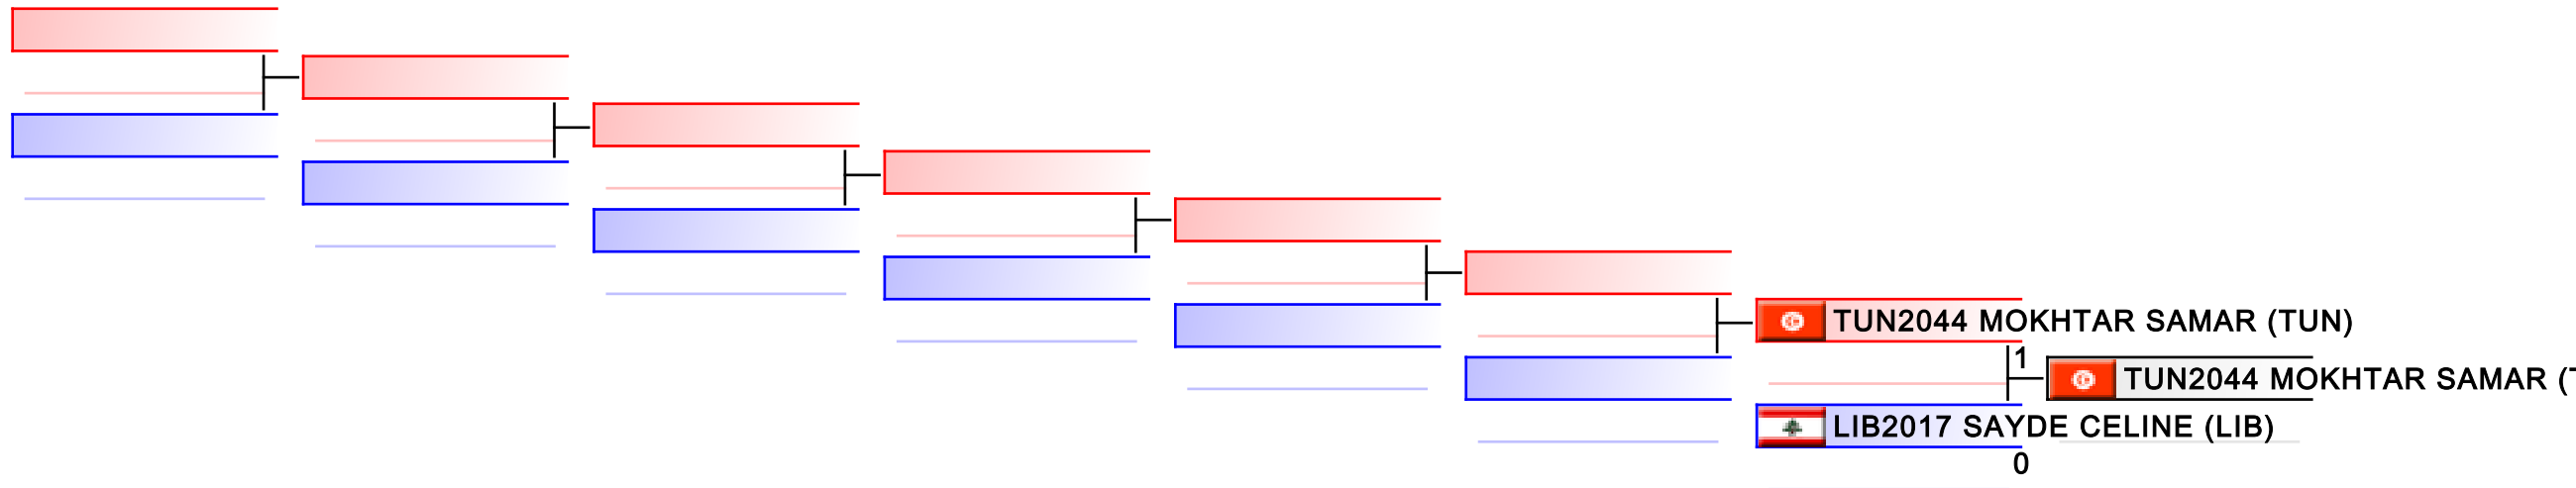 TUN2044 MOKHTAR SAMAR (TUN)
1
TUN2044 MOKHTAR SAMAR (T
LIB2017 SAYDE CELINE (LIB)
0